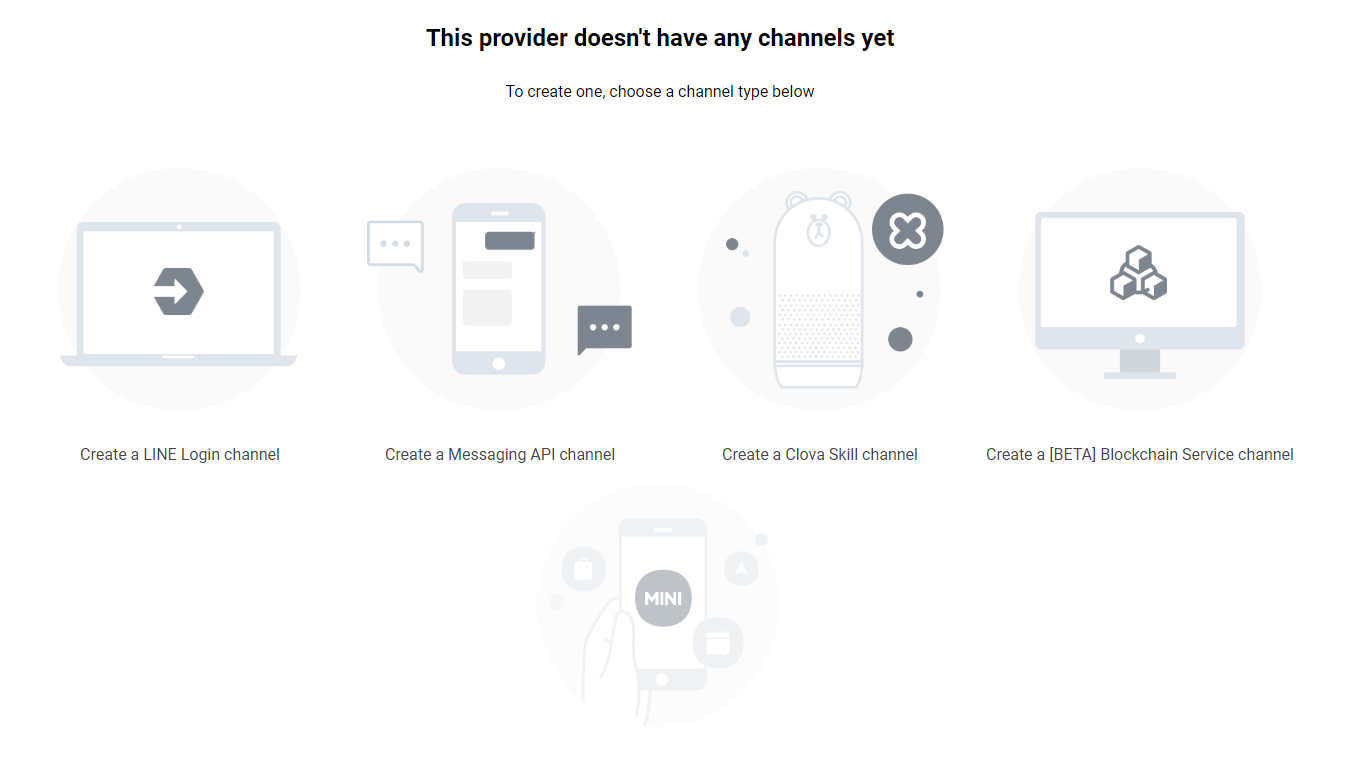 This provider doesn't have any channels yet
To create one, choose a channel type below
Create a LINE Login channel
Create a Messaging API channel
Create a Clova Skill channel
Create a [BETA] Blockchain Service channel
MINI